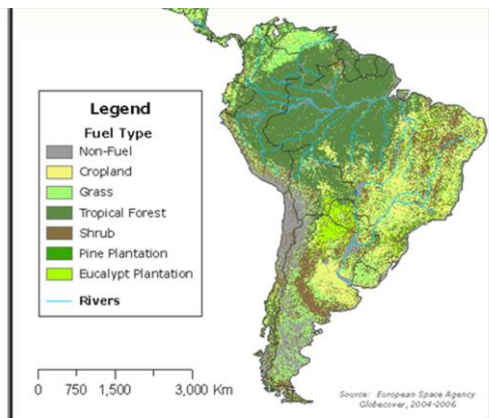 Legend
Fuel Type
Non-Fuel
Cropland
Grass
Tropical Forest
Shrub
Pine Plantation
Eucalypt Plantation
Rivers
0 750 1,500 3,000 Km
Source: European Space Agency
Globecover, 2004-2006